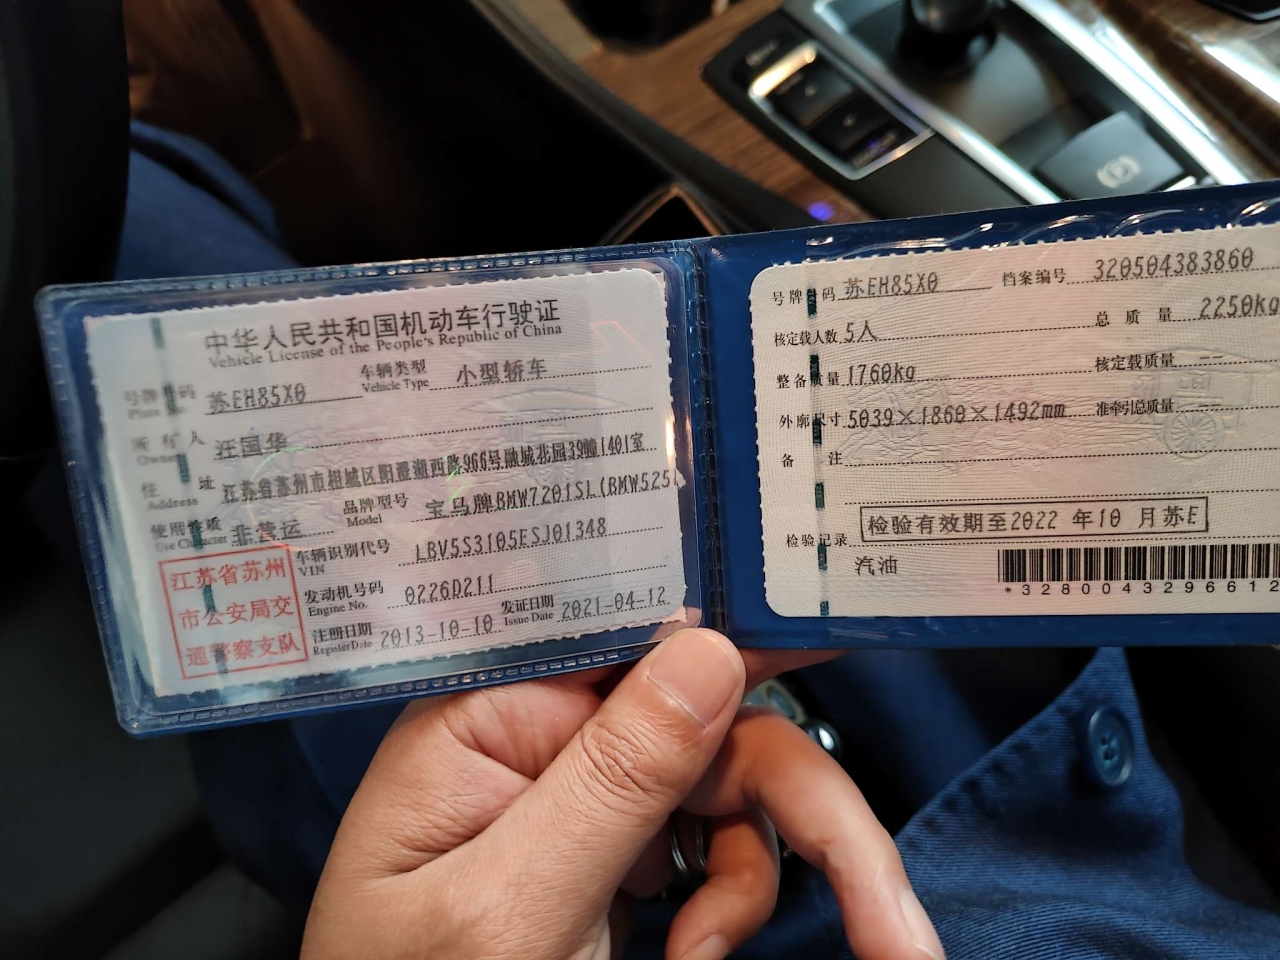 中华人民共和国机动车行驶证
Vehicle License of the People's Republic of China
号牌号码 苏EH85X0 车辆类型 小型轿车
Vehicle Type
所有人 汪国华
Owner
住址 江苏省苏州市相城区阳澄湖西路966号融城花园39幢1401室
Address
使用性质 非营运 品牌型号 宝马牌BMW7201SL(BMW525
Use Character Model
江苏省苏州
市公安局交
通警察支队
车辆识别代号 LBV5S3105ESJ01348
VIN
发动机号码 0226D211
Engine No.
注册日期 2013-10-10 发证日期 2021-04-12
Register Date Issue Date
号牌号码 苏EH85X0 档案编号 320504383860
核定载人数 5人 总质量 2250kg
整备质量 1760kg 核定载质量 --
外廓尺寸 5039×1860×1492mm 准牵引总质量 --
备注
检验记录 检验有效期至2022年10月苏E
汽油
*3280043296612